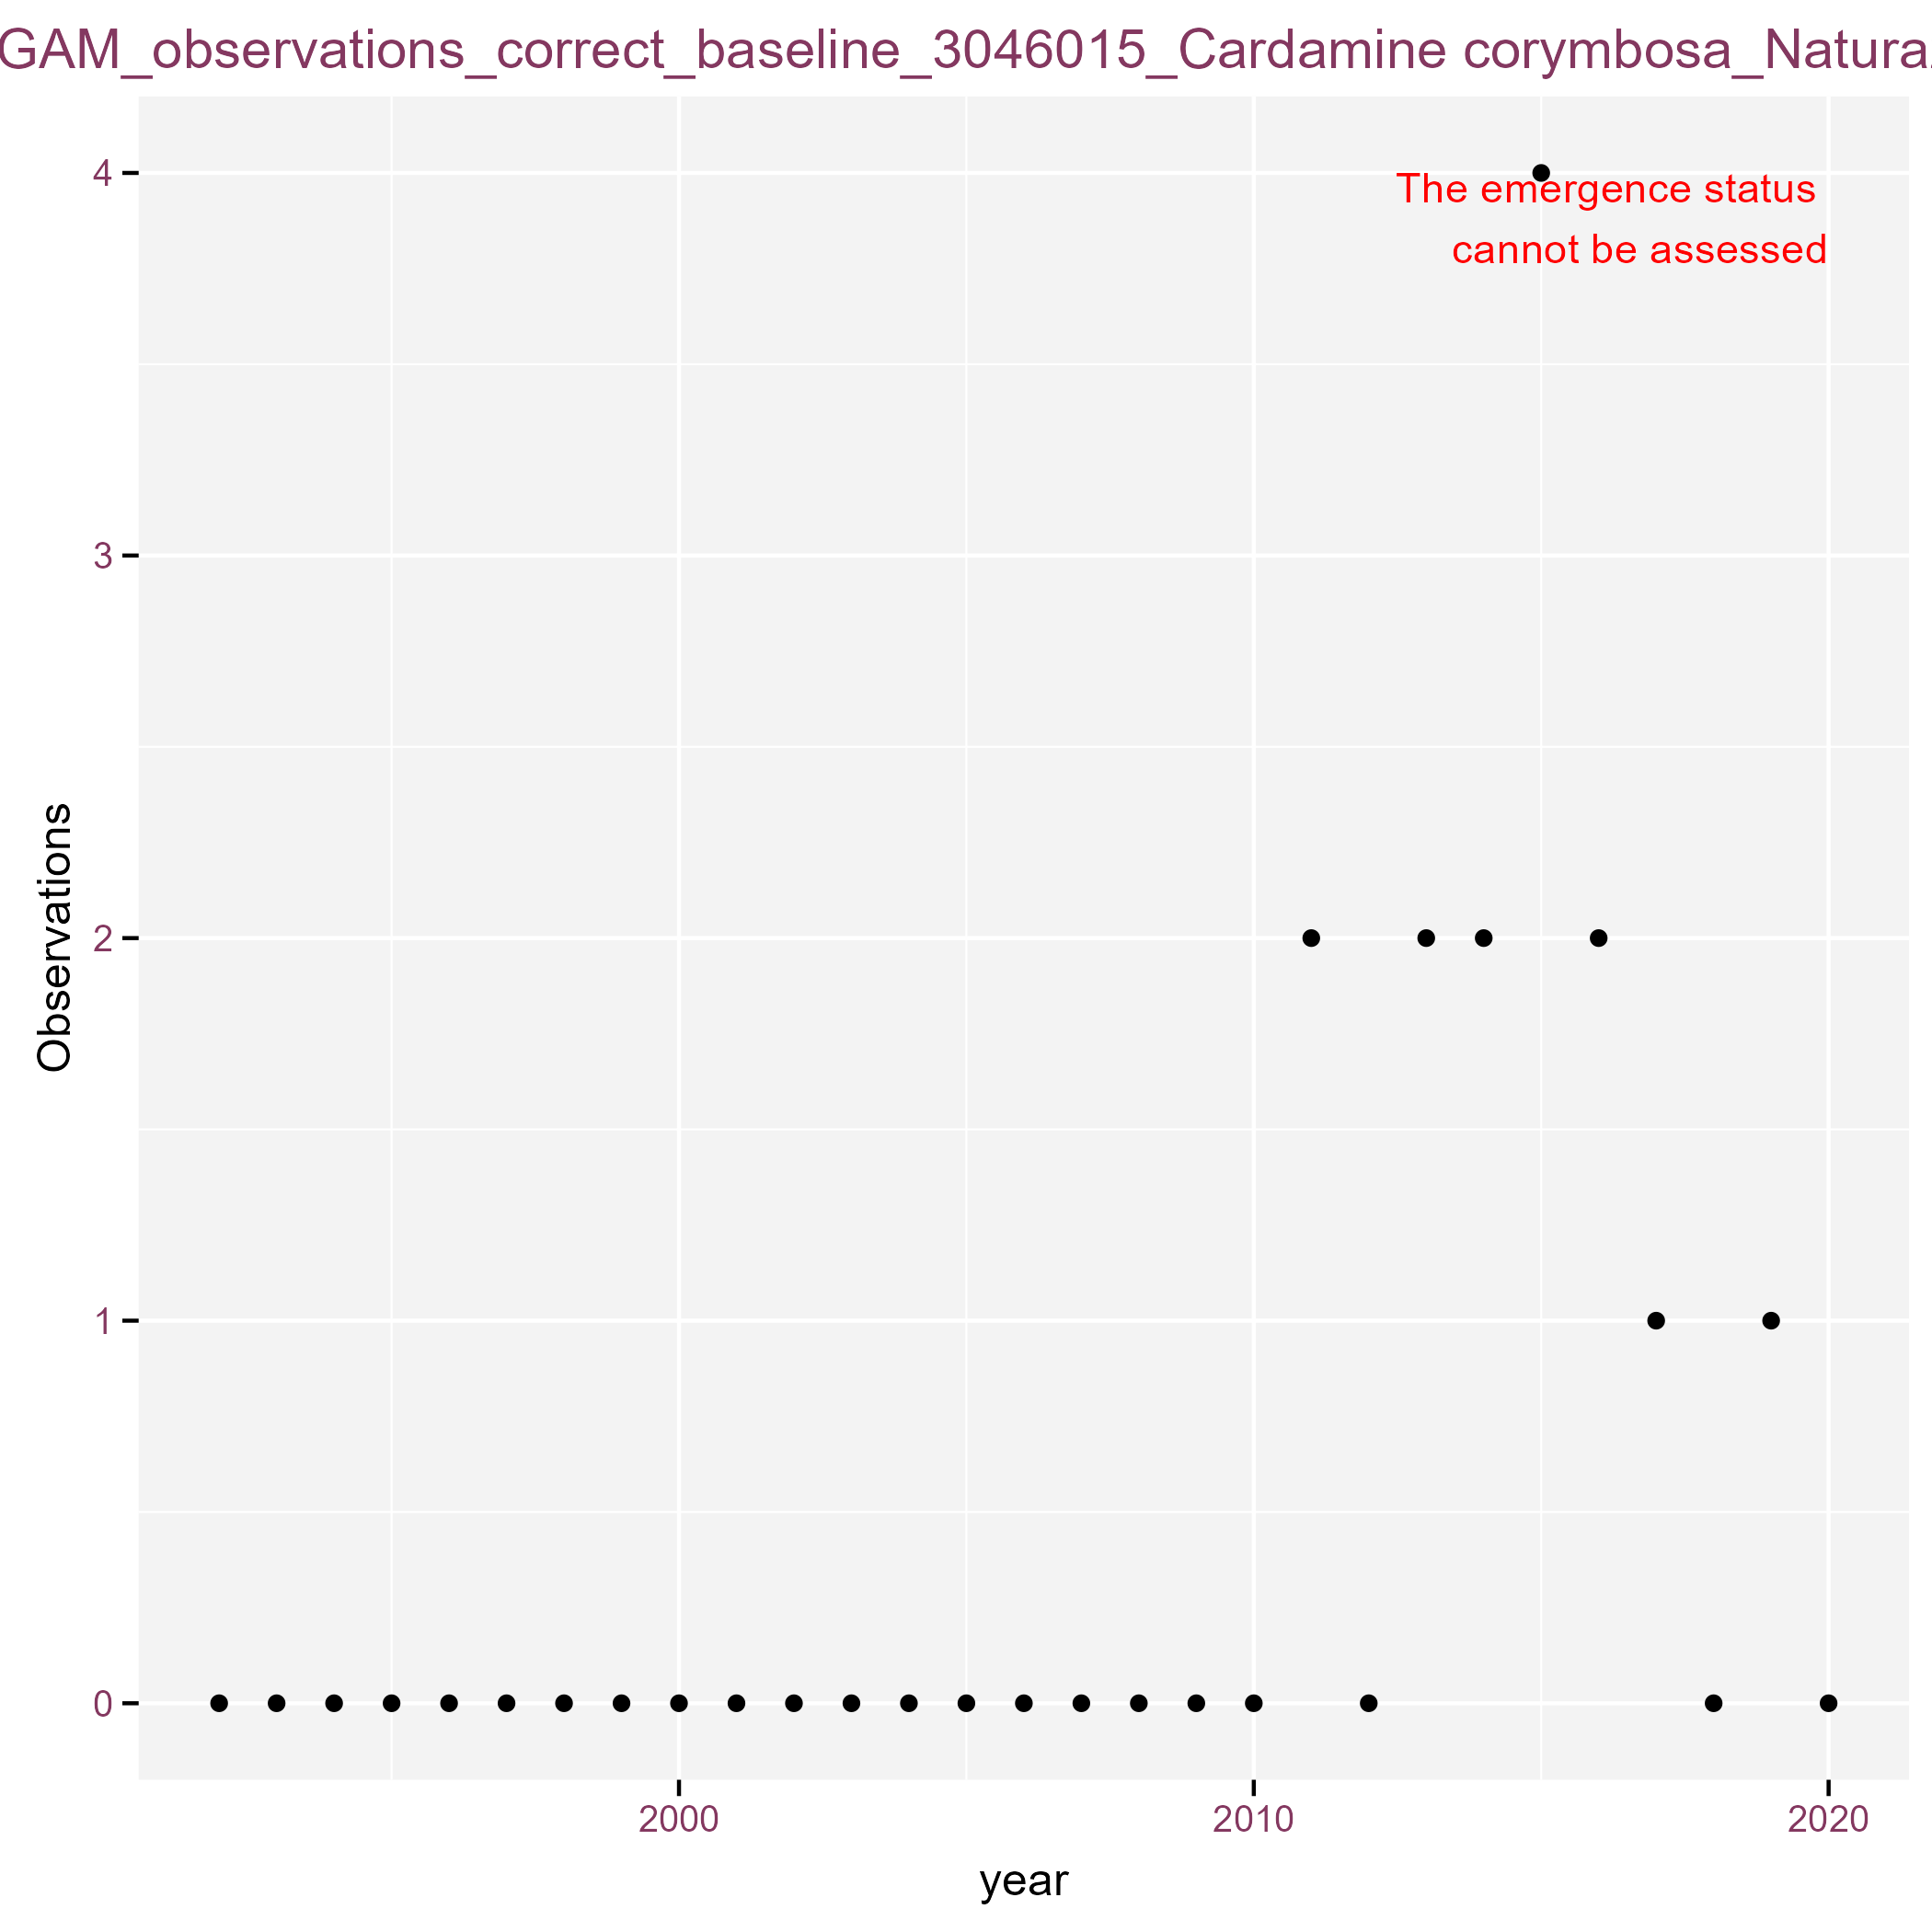 GAM_observations_correct_baseline_3046015_Cardamine corymbosa_Natura
4
The emergence status
cannot be assessed
3
2
1
0
Observations
2000 2010 2020
year